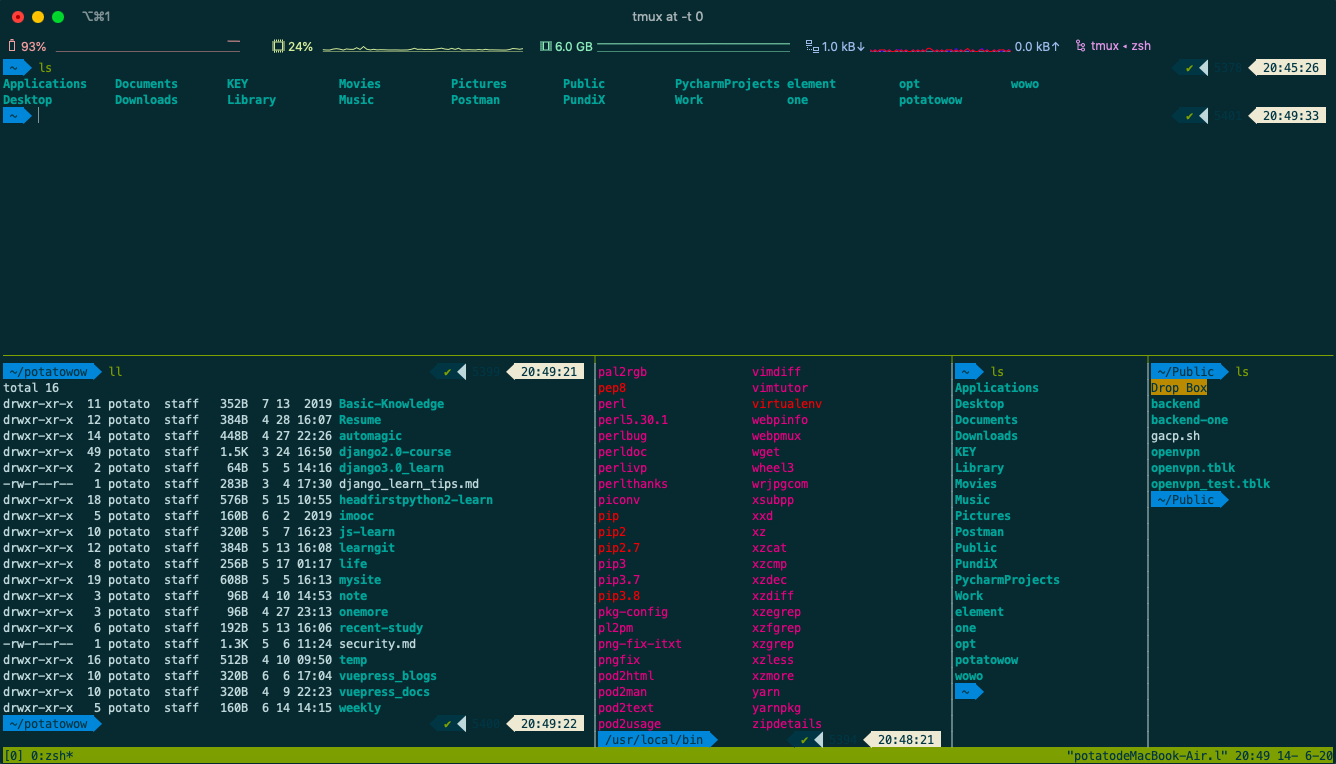 ⌥⌘1 tmux at -t 0
93% 24% 6.0 GB 1.0 kB↓ 0.0 kB↑ tmux ◂ zsh
~ ls ✔ 20:45:26
Applications Documents KEY Movies Pictures Public PycharmProjects element opt wowo
Desktop Downloads Library Music Postman PundiX Work one potatowow
~ ✔ 20:49:33
~/potatowow ll ✔ 20:49:21
total 16
drwxr-xr-x 11 potato staff 352B 7 13 2019 Basic-Knowledge
drwxr-xr-x 12 potato staff 384B 4 28 16:07 Resume
drwxr-xr-x 14 potato staff 448B 4 27 22:26 automagic
drwxr-xr-x 49 potato staff 1.5K 3 24 16:50 django2.0-course
drwxr-xr-x 2 potato staff 64B 5 5 14:16 django3.0_learn
-rw-r--r-- 1 potato staff 283B 3 4 17:30 django_learn_tips.md
drwxr-xr-x 18 potato staff 576B 5 15 10:55 headfirstpython2-learn
drwxr-xr-x 5 potato staff 160B 6 2 2019 imooc
drwxr-xr-x 10 potato staff 320B 5 7 16:23 js-learn
drwxr-xr-x 12 potato staff 384B 5 13 16:08 learngit
drwxr-xr-x 8 potato staff 256B 5 17 01:17 life
drwxr-xr-x 19 potato staff 608B 5 5 16:13 mysite
drwxr-xr-x 3 potato staff 96B 4 10 14:53 note
drwxr-xr-x 3 potato staff 96B 4 27 23:13 onemore
drwxr-xr-x 6 potato staff 192B 5 13 16:06 recent-study
-rw-r--r-- 1 potato staff 1.3K 5 6 11:24 security.md
drwxr-xr-x 16 potato staff 512B 4 10 09:50 temp
drwxr-xr-x 10 potato staff 320B 6 6 17:04 vuepress_blogs
drwxr-xr-x 10 potato staff 320B 4 9 22:23 vuepress_docs
drwxr-xr-x 5 potato staff 160B 6 14 14:15 weekly
~/potatowow ✔ 20:49:22
pal2rgb vimdiff
pep8 vimtutor
perl virtualenv
perl5.30.1 webpinfo
perlbug webpmux
perldoc wget
perlivp wheel3
perlthanks wrjpgcom
piconv xsubpp
pip xxd
pip2 xz
pip2.7 xzcat
pip3 xzcmp
pip3.7 xzdec
pip3.8 xzdiff
pkg-config xzegrep
pl2pm xzfgrep
png-fix-itxt xzgrep
pngfix xzless
pod2html xzmore
pod2man yarn
pod2text yarnpkg
pod2usage zipdetails
/usr/local/bin ✔ 20:48:21
~ ls
Applications
Desktop
Documents
Downloads
KEY
Library
Movies
Music
Pictures
Postman
Public
PundiX
PycharmProjects
Work
element
one
opt
potatowow
wowo
~
~/Public ls
Drop Box
backend
backend-one
gacp.sh
openvpn
openvpn.tblk
openvpn_test.tblk
~/Public
[0] 0:zsh* "potatodeMacBook-Air.l" 20:49 14- 6-20